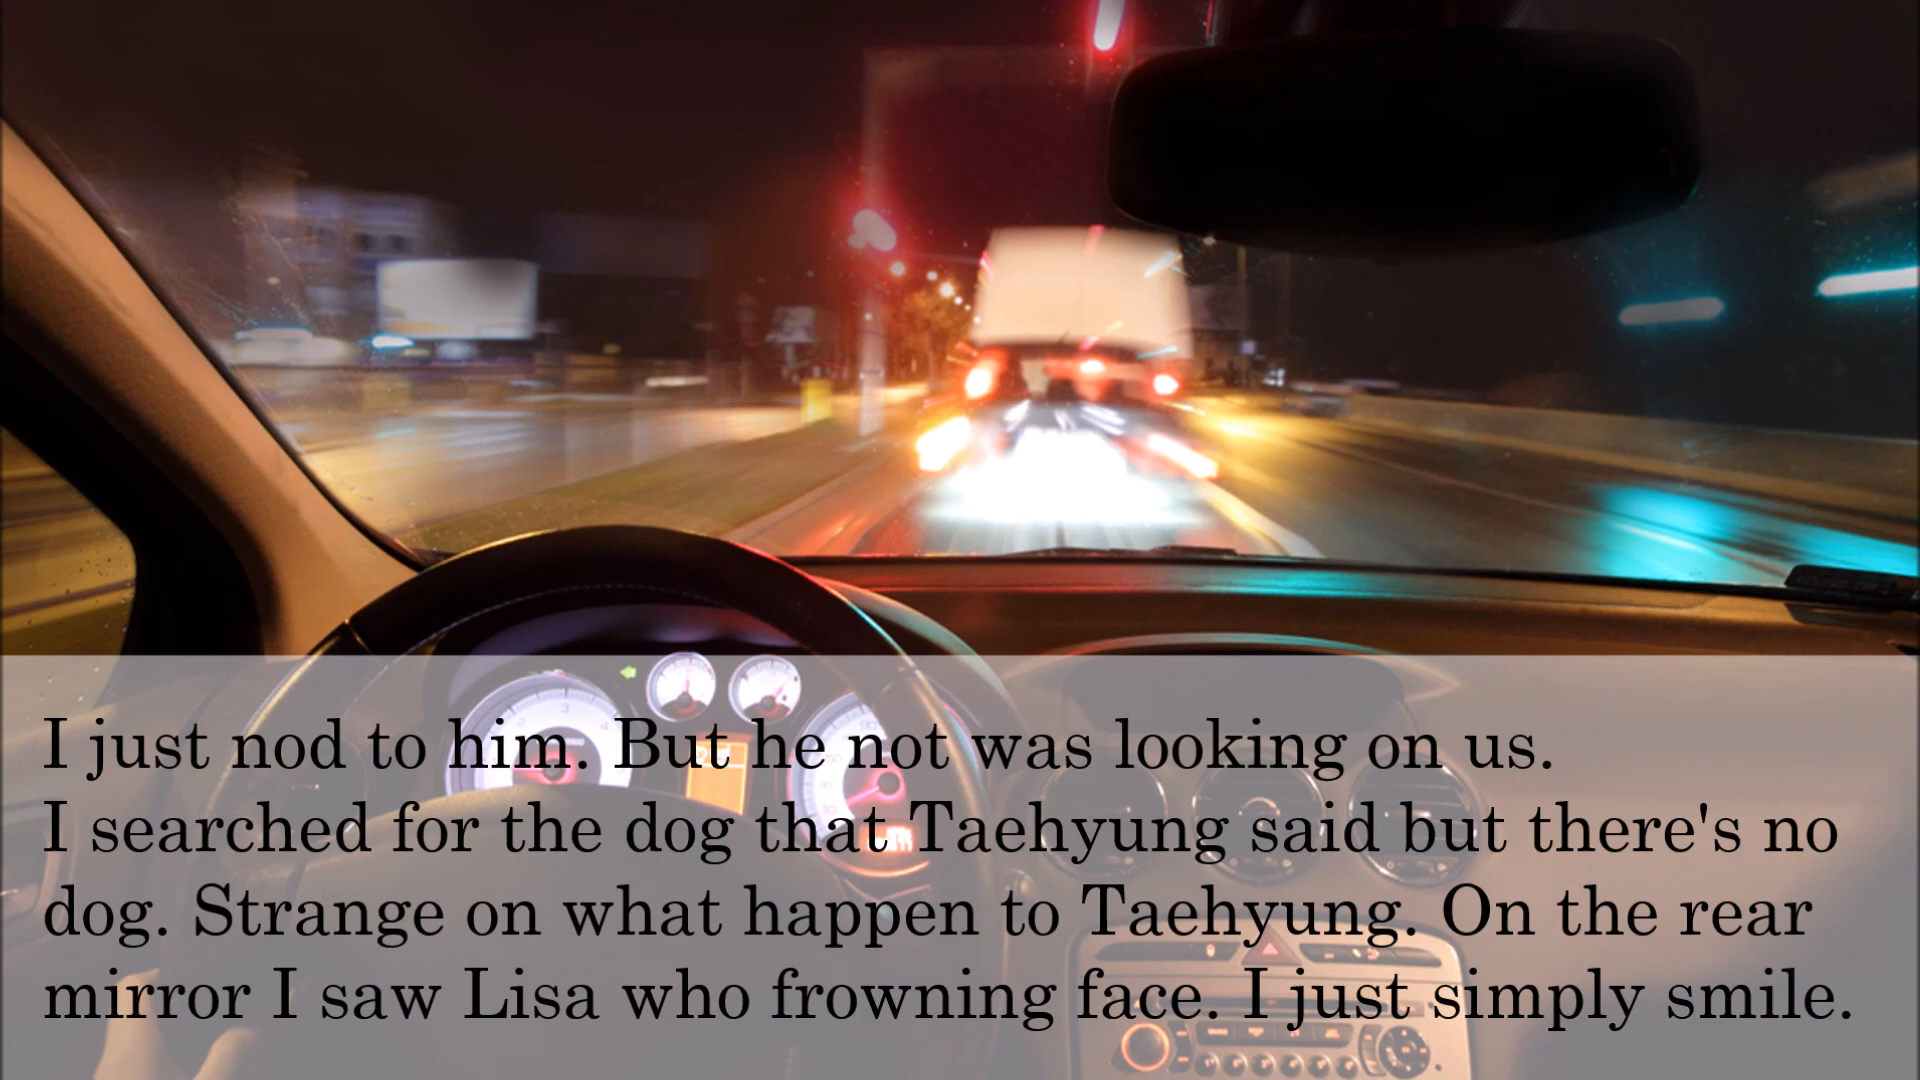 I just nod to him. But he not was looking on us.
I searched for the dog that Taehyung said but there's no
dog. Strange on what happen to Taehyung. On the rear
mirror I saw Lisa who frowning face. I just simply smile.